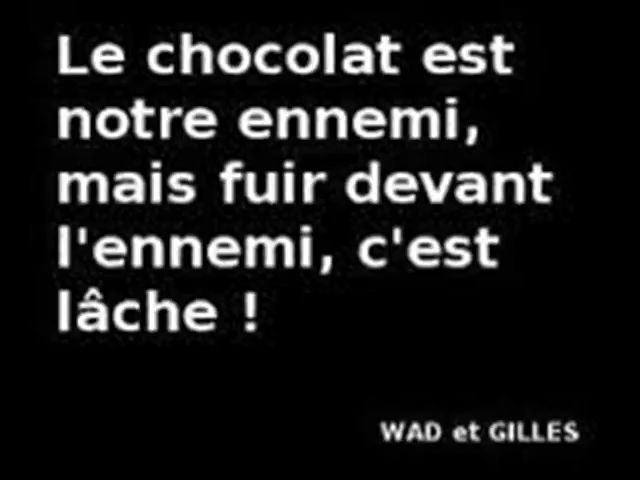 Le chocolat est
notre ennemi,
mais fuir devant
l'ennemi, c'est
lâche !
WAD et GILLES